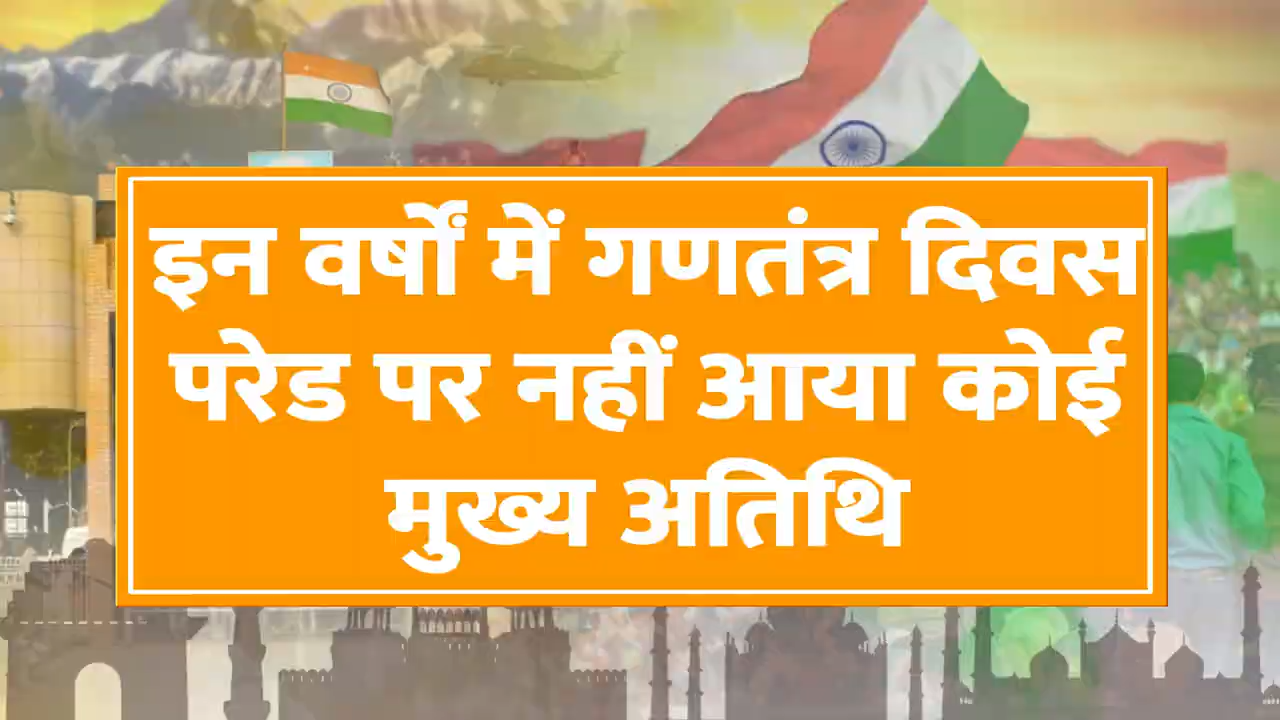 इन वर्षों में गणतंत्र दिवस
परेड पर नहीं आया कोई
मुख्य अतिथि